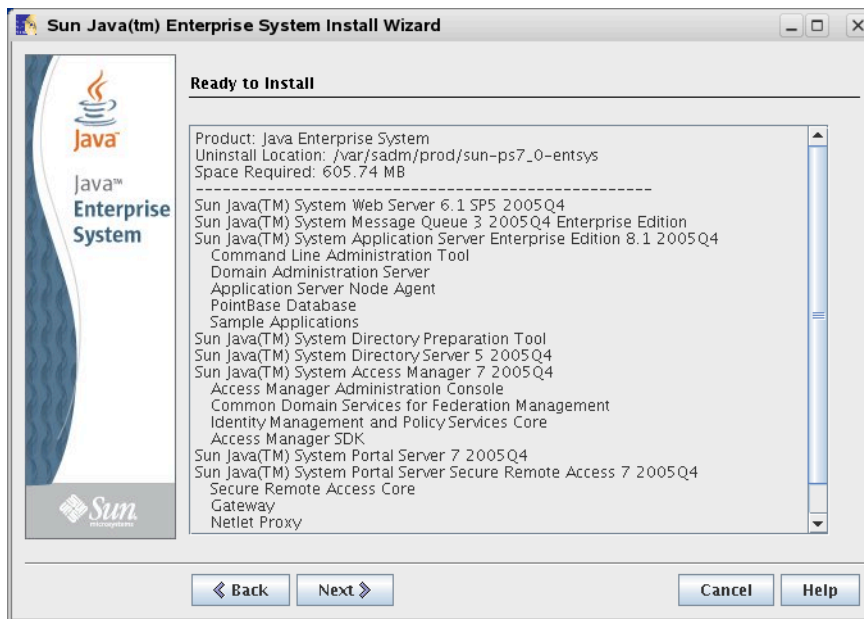 Sun Java(tm) Enterprise System Install Wizard
Java
Java™
Enterprise
System
Sun
microsystems
Ready to Install
Product: Java Enterprise System
Uninstall Location: /var/sadm/prod/sun-ps7_0-entsys
Space Required: 605.74 MB
---------------------------------------------------
Sun Java(TM) System Web Server 6.1 SP5 2005Q4
Sun Java(TM) System Message Queue 3 2005Q4 Enterprise Edition
Sun Java(TM) System Application Server Enterprise Edition 8.1 2005Q4
Command Line Administration Tool
Domain Administration Server
Application Server Node Agent
PointBase Database
Sample Applications
Sun Java(TM) System Directory Preparation Tool
Sun Java(TM) System Directory Server 5 2005Q4
Sun Java(TM) System Access Manager 7 2005Q4
Access Manager Administration Console
Common Domain Services for Federation Management
Identity Management and Policy Services Core
Access Manager SDK
Sun Java(TM) System Portal Server 7 2005Q4
Sun Java(TM) System Portal Server Secure Remote Access 7 2005Q4
Secure Remote Access Core
Gateway
Netlet Proxy
Back Next Cancel Help